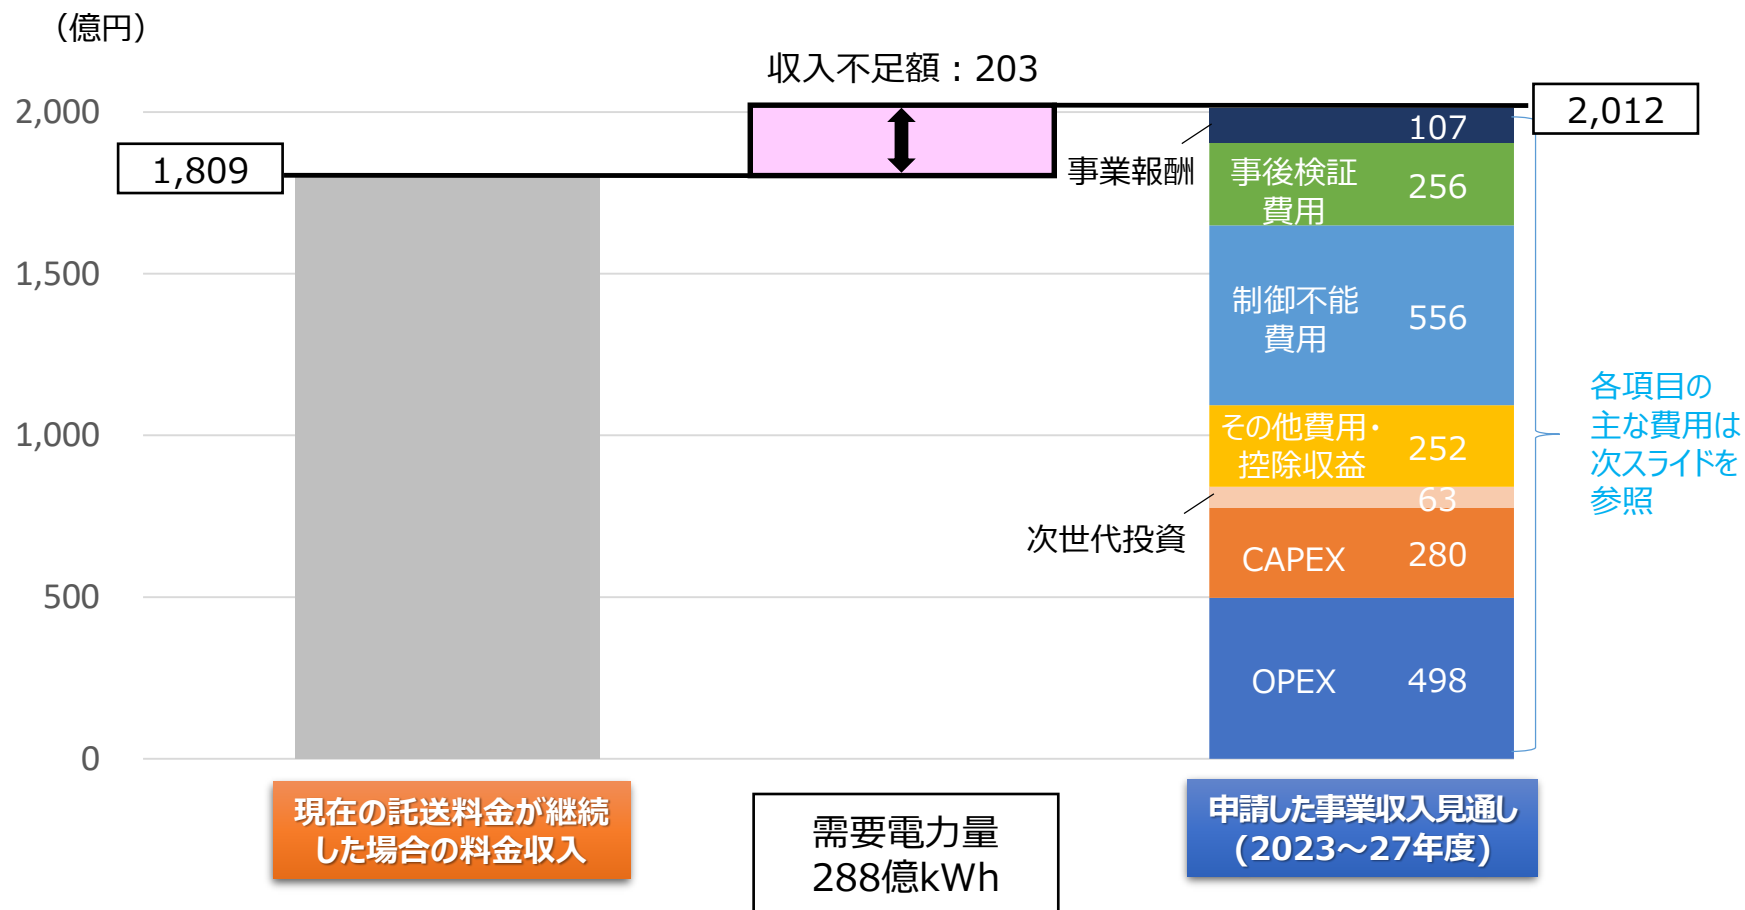 （億円）
収入不足額：203
2,000
2,012
107
1,809
事業報酬
事後検証
費用
256
1,500
制御不能
費用
556
各項目の
主な費用は
次スライドを
参照
1,000
その他費用・
控除収益
252
63
次世代投資
CAPEX
280
500
OPEX
498
0
現在の託送料金が継続
した場合の料金収入
需要電力量
288億kWh
申請した事業収入見通し
(2023～27年度)